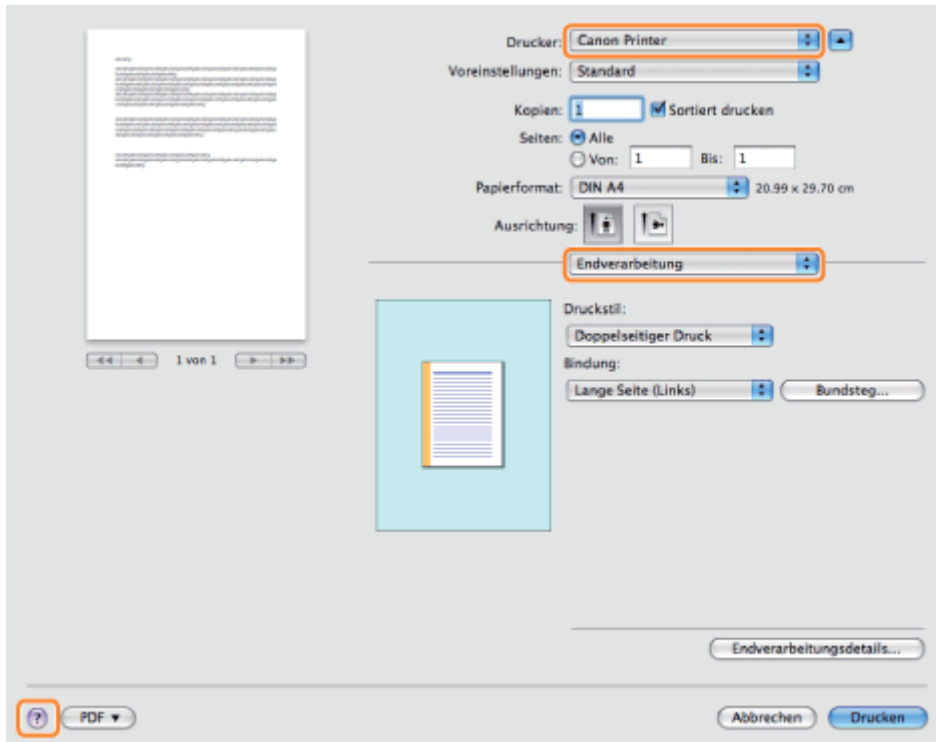 Drucker: Canon Printer
Voreinstellungen: Standard
Kopien: 1 Sortiert drucken
Seiten: Alle
Von: 1 Bis: 1
Papierformat: DIN A4 20.99 x 29.70 cm
Ausrichtung:
Endverarbeitung
Druckstil:
Doppelseitiger Druck
Bindung:
Lange Seite (Links) Bundsteg...
1 von 1
Endverarbeitungsdetails...
? PDF ▼ Abbrechen Drucken